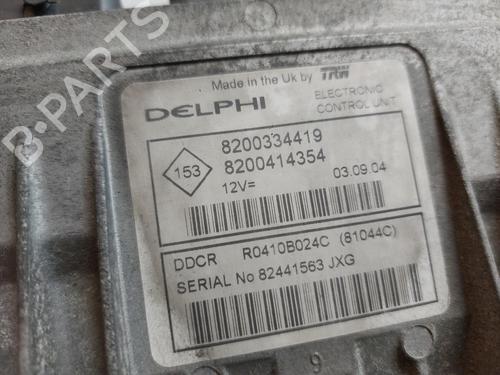 Made in the Uk by TRW
DELPHI ELECTRONIC CONTROL UNIT
8200334419
153
8200414354
12V= 03.09.04
DDCR R0410B024C (81044C)
SERIAL No 82441563 JXG
9
B-PARTS